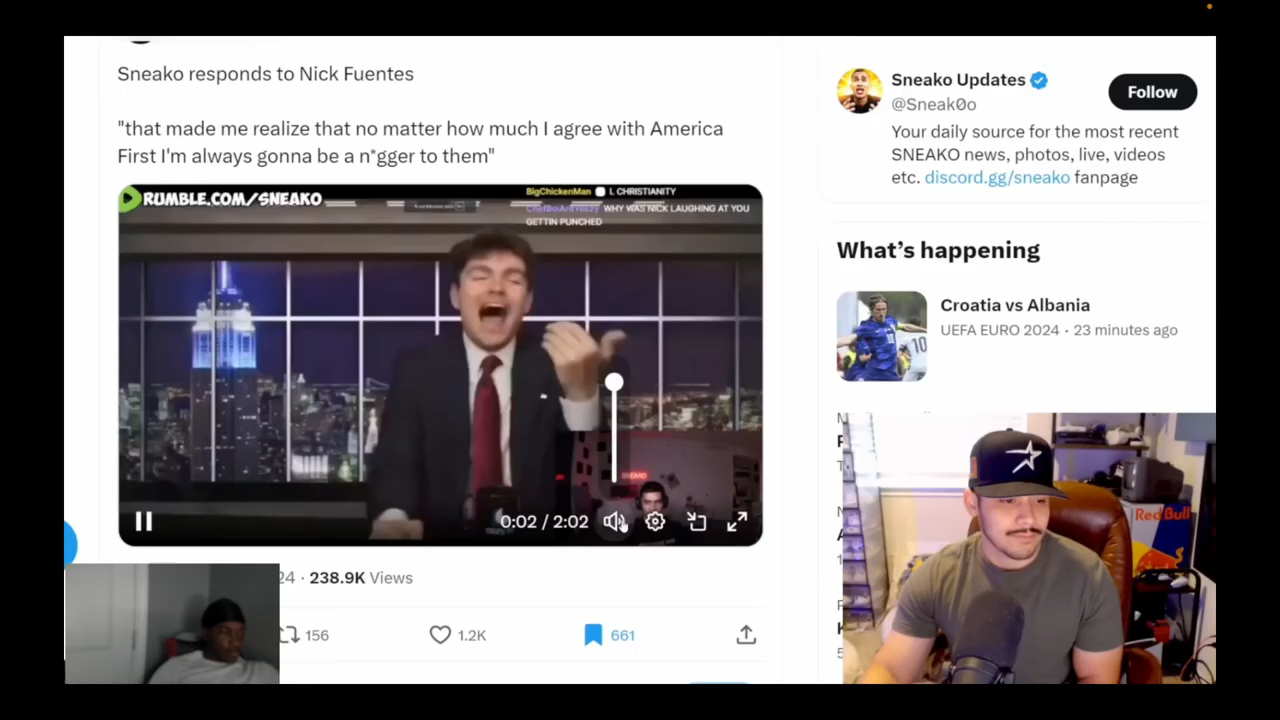 Sneako responds to Nick Fuentes
"that made me realize that no matter how much I agree with America
First I'm always gonna be a n*gger to them"
RUMBLE.COM/SNEAKO
BigChickenMan L CHRISTIANITY
WHY WAS NICK LAUGHING AT YOU
GETTIN PUNCHED
SNEAKO
0:02 / 2:02
24 · 238.9K Views
156
1.2K
661
Sneako Updates
@Sneak0o
Follow
Your daily source for the most recent
SNEAKO news, photos, live, videos
etc. discord.gg/sneako fanpage
What's happening
Croatia vs Albania
UEFA EURO 2024 · 23 minutes ago
10
Red Bull